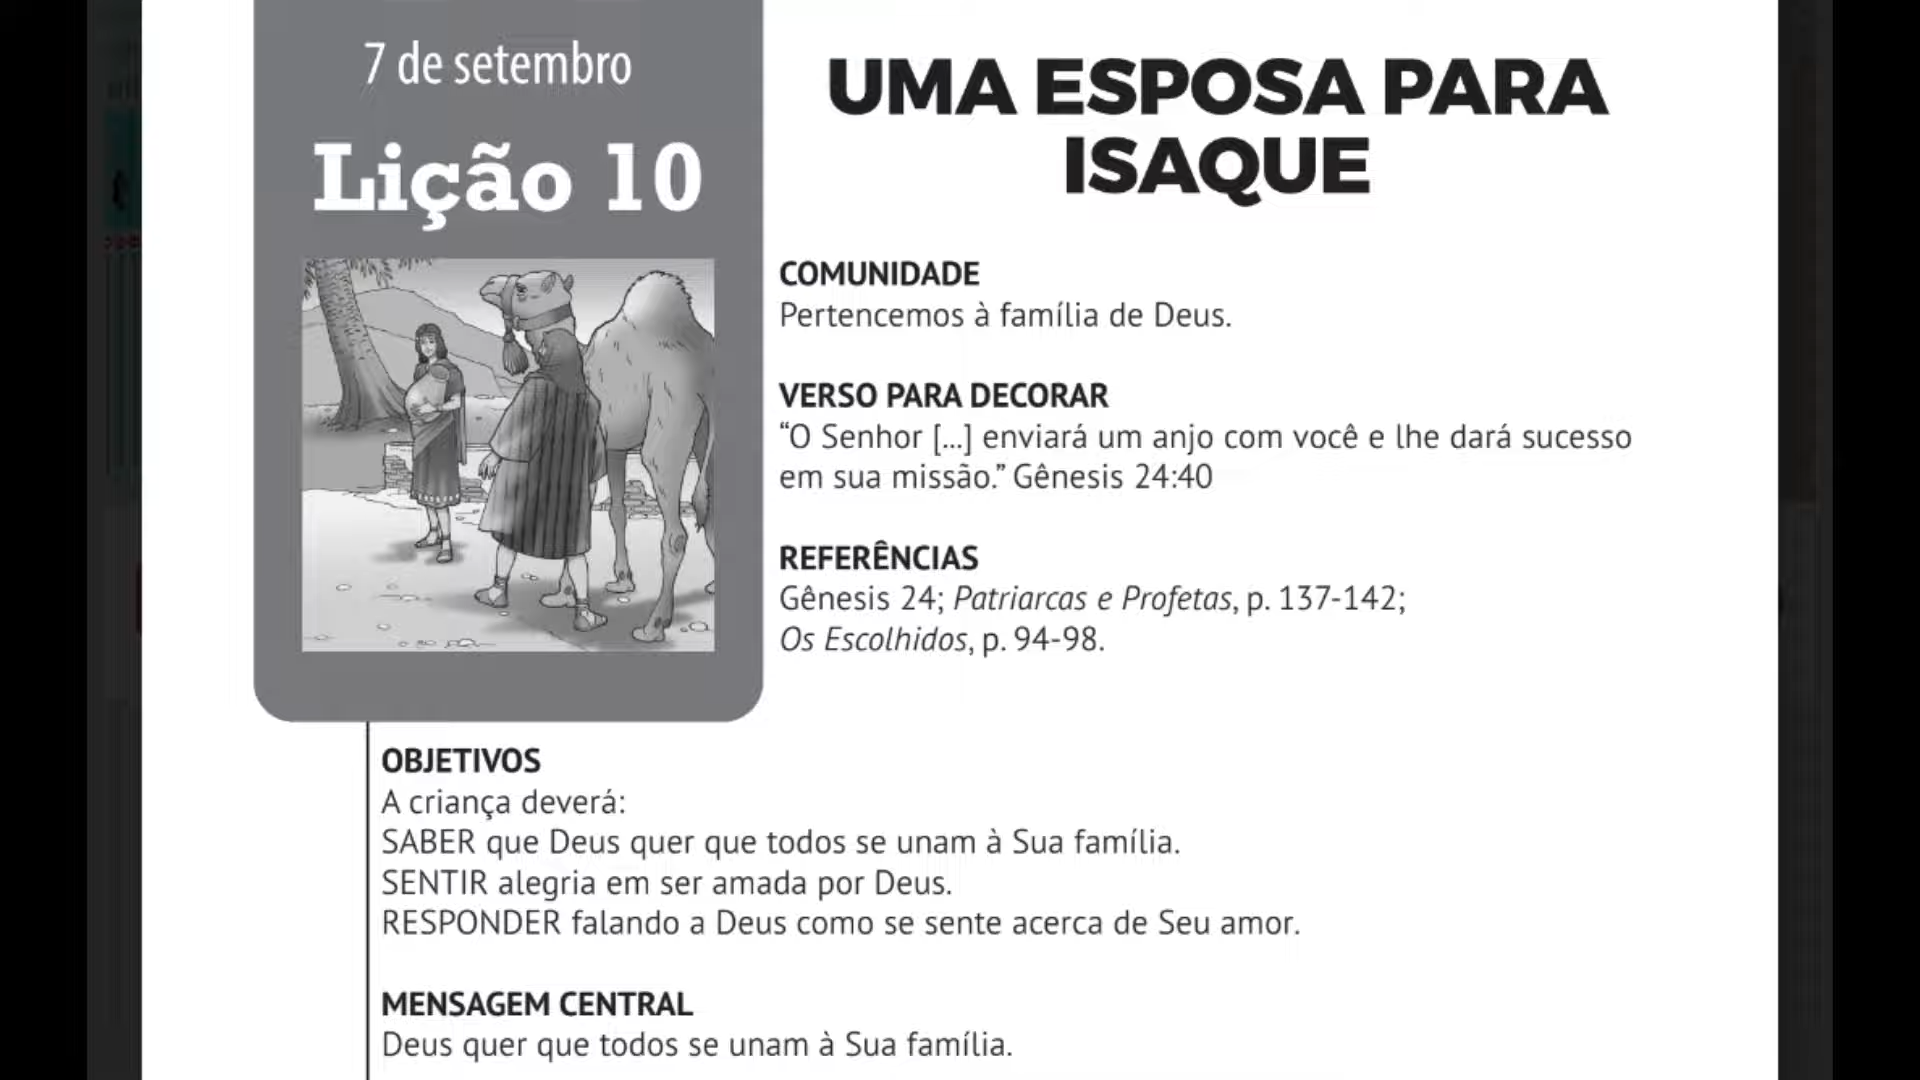 7 de setembro
Lição 10
UMA ESPOSA PARA
ISAQUE
COMUNIDADE
Pertencemos à família de Deus.
VERSO PARA DECORAR
“O Senhor [...] enviará um anjo com você e lhe dará sucesso
em sua missão.” Gênesis 24:40
REFERÊNCIAS
Gênesis 24; Patriarcas e Profetas, p. 137-142;
Os Escolhidos, p. 94-98.
OBJETIVOS
A criança deverá:
SABER que Deus quer que todos se unam à Sua família.
SENTIR alegria em ser amada por Deus.
RESPONDER falando a Deus como se sente acerca de Seu amor.
MENSAGEM CENTRAL
Deus quer que todos se unam à Sua família.